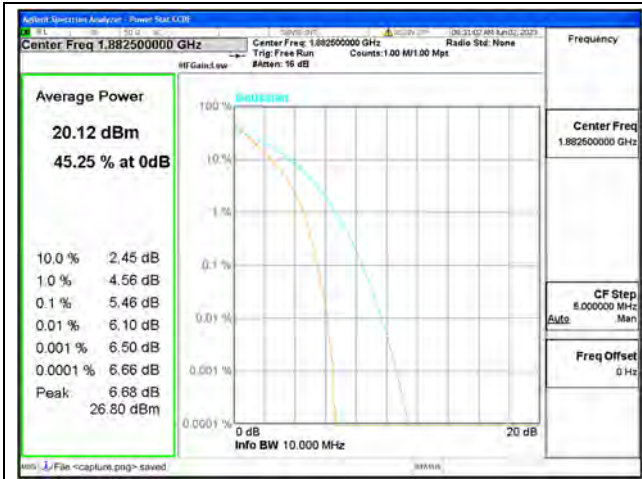 Agilent Spectrum Analyzer - Power Stat CCDF
Center Freq 1.882500000 GHz
Center Freq: 1.882500000 GHz
Radio Std: None
Trig: Free Run
Counts:1.00 M/1.00 Mpt
#IFGain:Low
#Atten: 16 dB
Frequency
Average Power
20.12 dBm
45.25 % at 0dB
10.0 % 2.45 dB
1.0 % 4.56 dB
0.1 % 5.46 dB
0.01 % 6.10 dB
0.001 % 6.50 dB
0.0001 % 6.66 dB
Peak 6.68 dB
26.80 dBm
Gaussian
100 %
10 %
1 %
0.1 %
0.01 %
0.001 %
0.0001 %
0 dB
20 dB
Info BW 10.000 MHz
Center Freq
1.882500000 GHz
CF Step
5.000000 MHz
Auto Man
Freq Offset
0 Hz
MSG File <capture.png> saved
STATUS